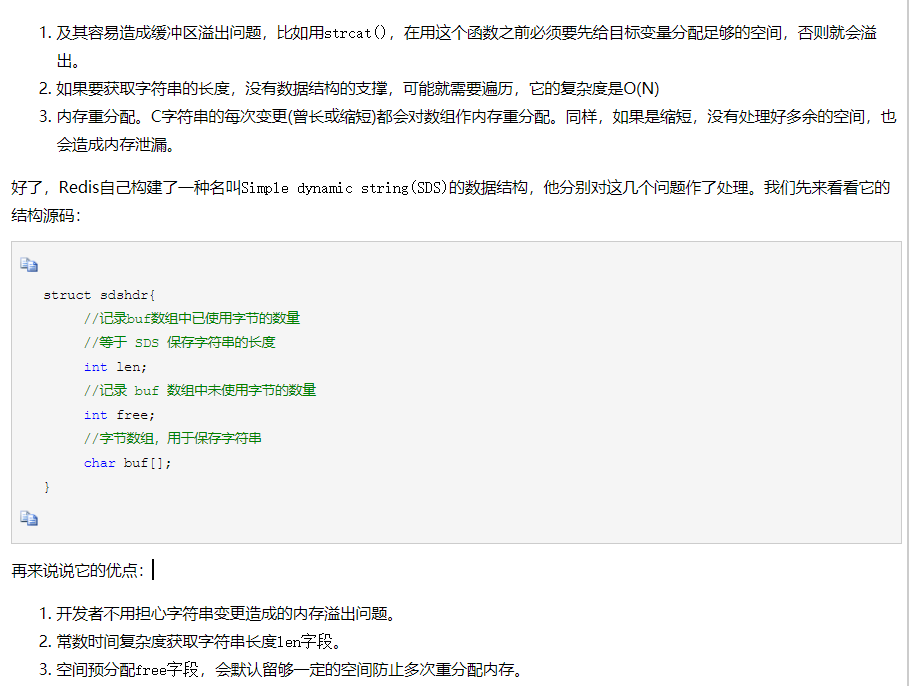 1. 及其容易造成缓冲区溢出问题，比如用strcat()，在用这个函数之前必须要先给目标变量分配足够的空间，否则就会溢
出。
2. 如果要获取字符串的长度，没有数据结构的支撑，可能就需要遍历，它的复杂度是O(N)
3. 内存重分配。C字符串的每次变更(曾长或缩短)都会对数组作内存重分配。同样，如果是缩短，没有处理好多余的空间，也
会造成内存泄漏。
好了，Redis自己构建了一种名叫Simple dynamic string(SDS)的数据结构，他分别对这几个问题作了处理。我们先来看看它的
结构源码：
struct sdshdr{
//记录buf数组中已使用字节的数量
//等于 SDS 保存字符串的长度
int len;
//记录 buf 数组中未使用字节的数量
int free;
//字节数组，用于保存字符串
char buf[];
}
再来说说它的优点：
1. 开发者不用担心字符串变更造成的内存溢出问题。
2. 常数时间复杂度获取字符串长度len字段。
3. 空间预分配free字段，会默认留够一定的空间防止多次重分配内存。